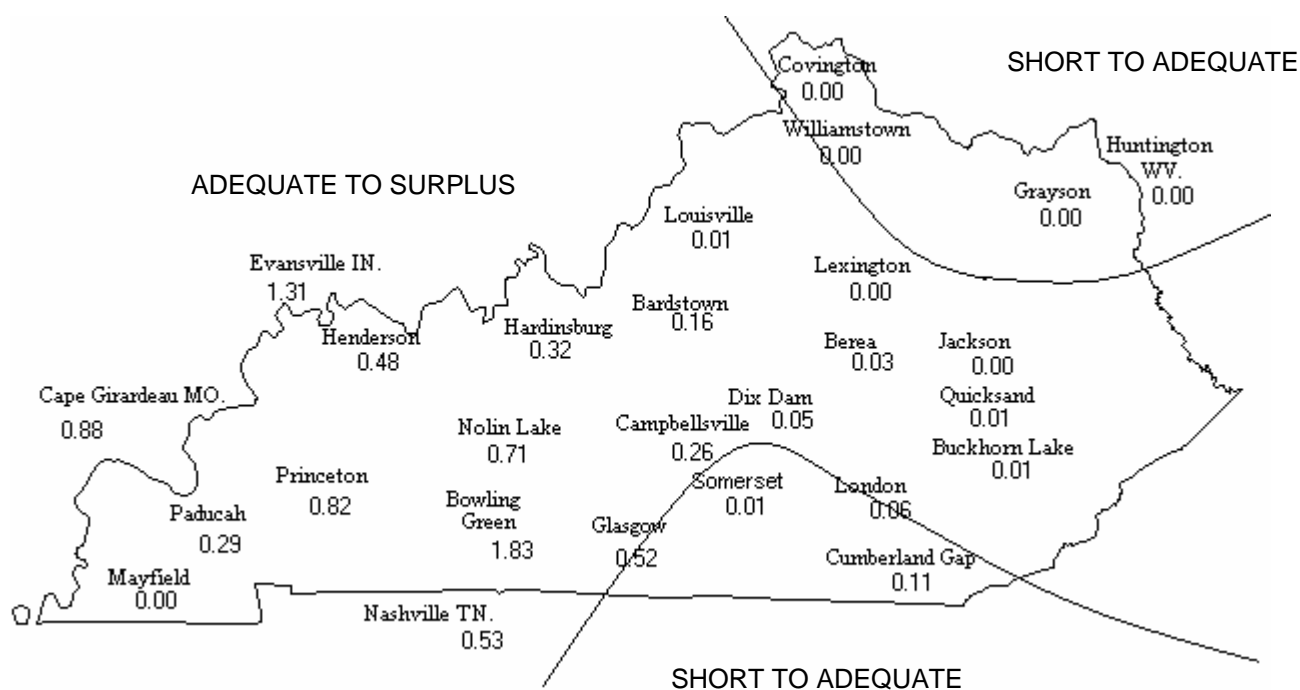 SHORT TO ADEQUATE
Covington
0.00
Williamstown
0.00
Huntington
WV.
0.00
Grayson
0.00
ADEQUATE TO SURPLUS
Louisville
0.01
Evansville IN.
1.31
Lexington
0.00
Bardstown
0.16
Hardinsburg
0.32
Henderson
0.48
Berea
0.03
Jackson
0.00
Cape Girardeau MO.
0.88
Dix Dam
0.05
Quicksand
0.01
Nolin Lake
0.71
Campbellsville
0.26
Buckhorn Lake
0.01
Princeton
0.82
Somerset
0.01
London
0.06
Paducah
0.29
Bowling
Green
1.83
Glasgow
0.52
Cumberland Gap
0.11
Mayfield
0.00
Nashville TN.
0.53
SHORT TO ADEQUATE